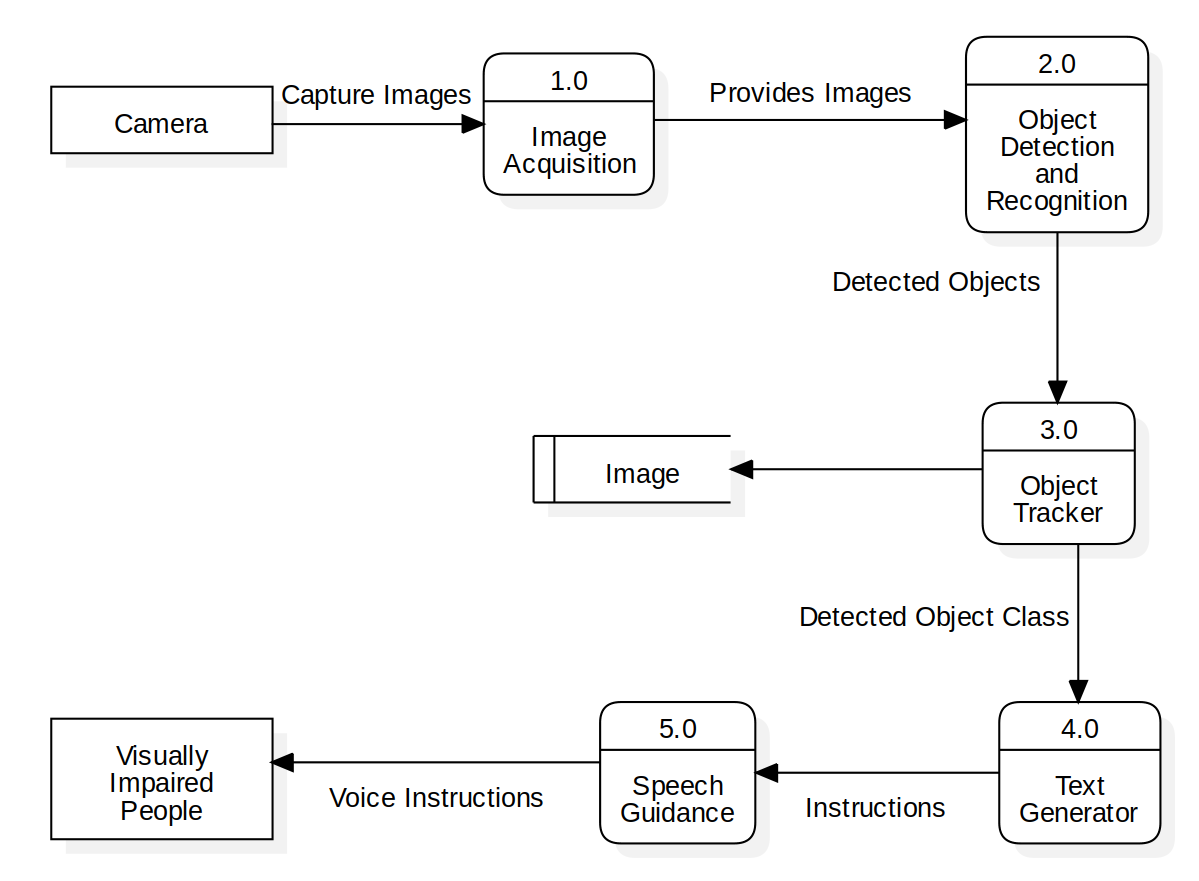 Camera
Capture Images
1.0
Image
Acquisition
Provides Images
2.0
Object
Detection
and
Recognition
Detected Objects
3.0
Object
Tracker
Image
Detected Object Class
4.0
Text
Generator
Instructions
5.0
Speech
Guidance
Voice Instructions
Visually
Impaired
People